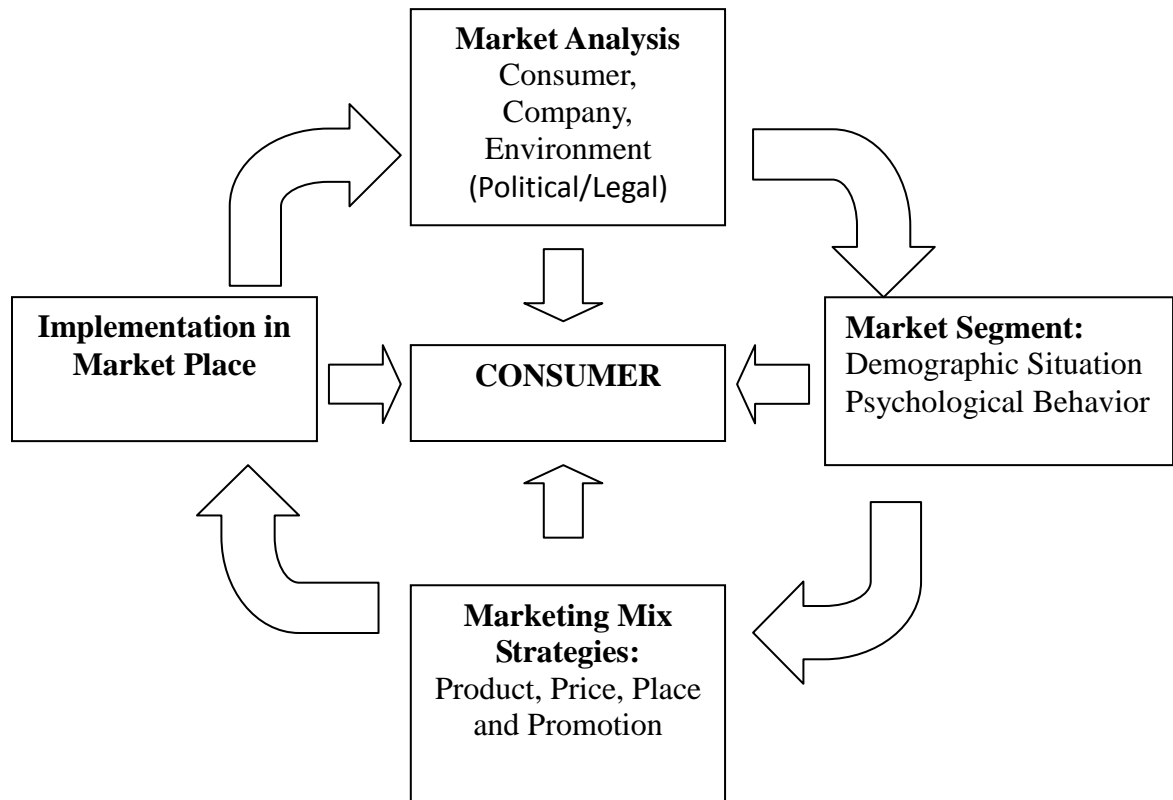 Market Analysis
Consumer,
Company,
Environment
(Political/Legal)
Implementation in
Market Place
CONSUMER
Market Segment:
Demographic Situation
Psychological Behavior
Marketing Mix
Strategies:
Product, Price, Place
and Promotion